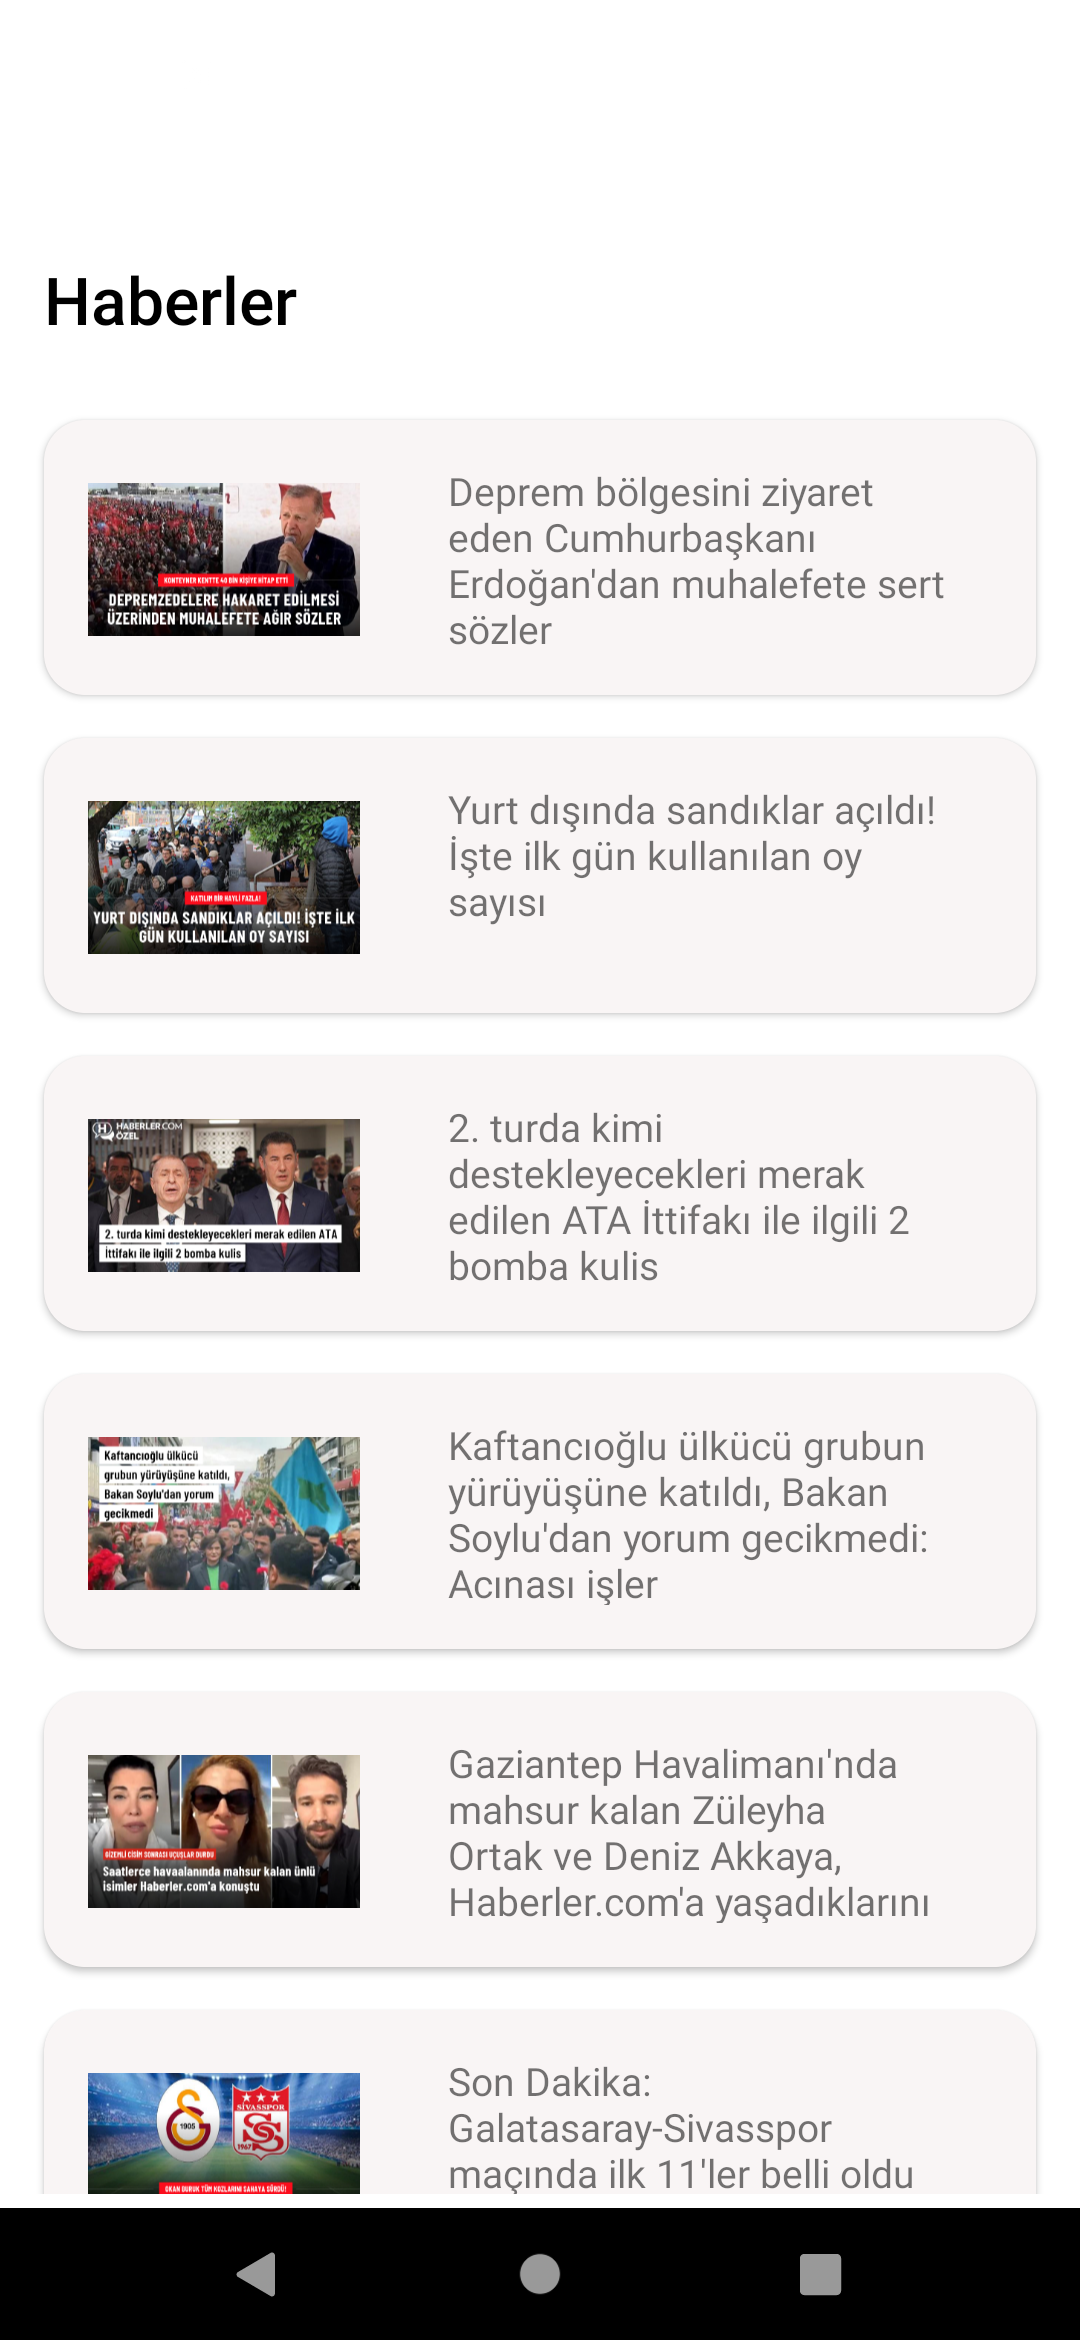 Haberler
KONTEYNER KENTTE 40 BİN KİŞİYE HİTAP ETTİ
DEPREMZEDELERE HAKARET EDİLMESİ
ÜZERİNDEN MUHALEFETE AĞIR SÖZLER
Deprem bölgesini ziyaret
eden Cumhurbaşkanı
Erdoğan'dan muhalefete sert
sözler
KATILIM BİR HAYLİ FAZLA!
YURT DIŞINDA SANDIKLAR AÇILDI! İŞTE İLK
GÜN KULLANILAN OY SAYISI
Yurt dışında sandıklar açıldı!
İşte ilk gün kullanılan oy
sayısı
HABERLER.COM
ÖZEL
2. turda kimi destekleyecekleri merak edilen ATA
İttifakı ile ilgili 2 bomba kulis
2. turda kimi
destekleyecekleri merak
edilen ATA İttifakı ile ilgili 2
bomba kulis
Kaftancıoğlu ülkücü
grubun yürüyüşüne katıldı,
Bakan Soylu'dan yorum
gecikmedi
Kaftancıoğlu ülkücü grubun
yürüyüşüne katıldı, Bakan
Soylu'dan yorum gecikmedi:
Acınası işler
GİZEMLİ CİSİM SONRASI UÇUŞLAR DURDU
Saatlerce havaalanında mahsur kalan ünlü
isimler Haberler.com'a konuştu
Gaziantep Havalimanı'nda
mahsur kalan Züleyha
Ortak ve Deniz Akkaya,
Haberler.com'a yaşadıklarını
1905
SİVASSPOR
1967
OKAN BURUK TÜM KOZLARINI SAHAYA SÜRDÜ!
Son Dakika:
Galatasaray-Sivasspor
maçında ilk 11'ler belli oldu